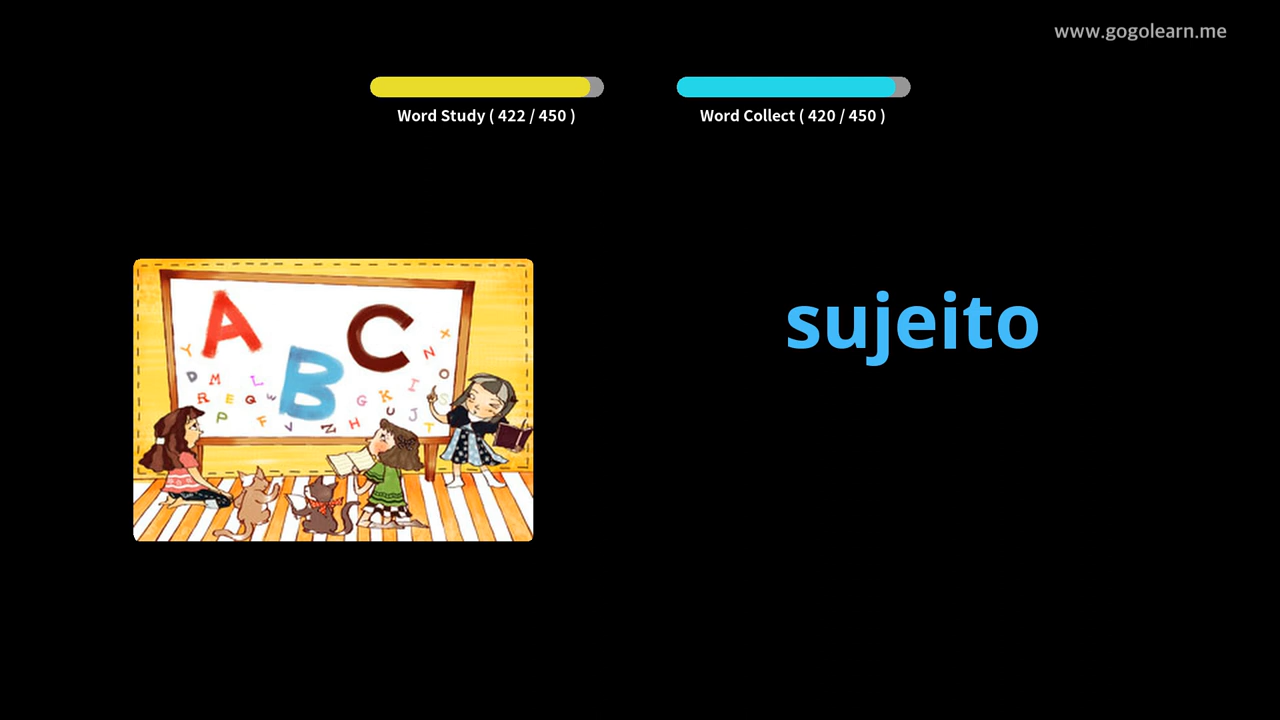 www.gogolearn.me
Word Study ( 422 / 450 )
Word Collect ( 420 / 450 )
sujeito
A
C
B
Y
X
N
D M L I O
R E Q W G K S
P F V Z H U J T